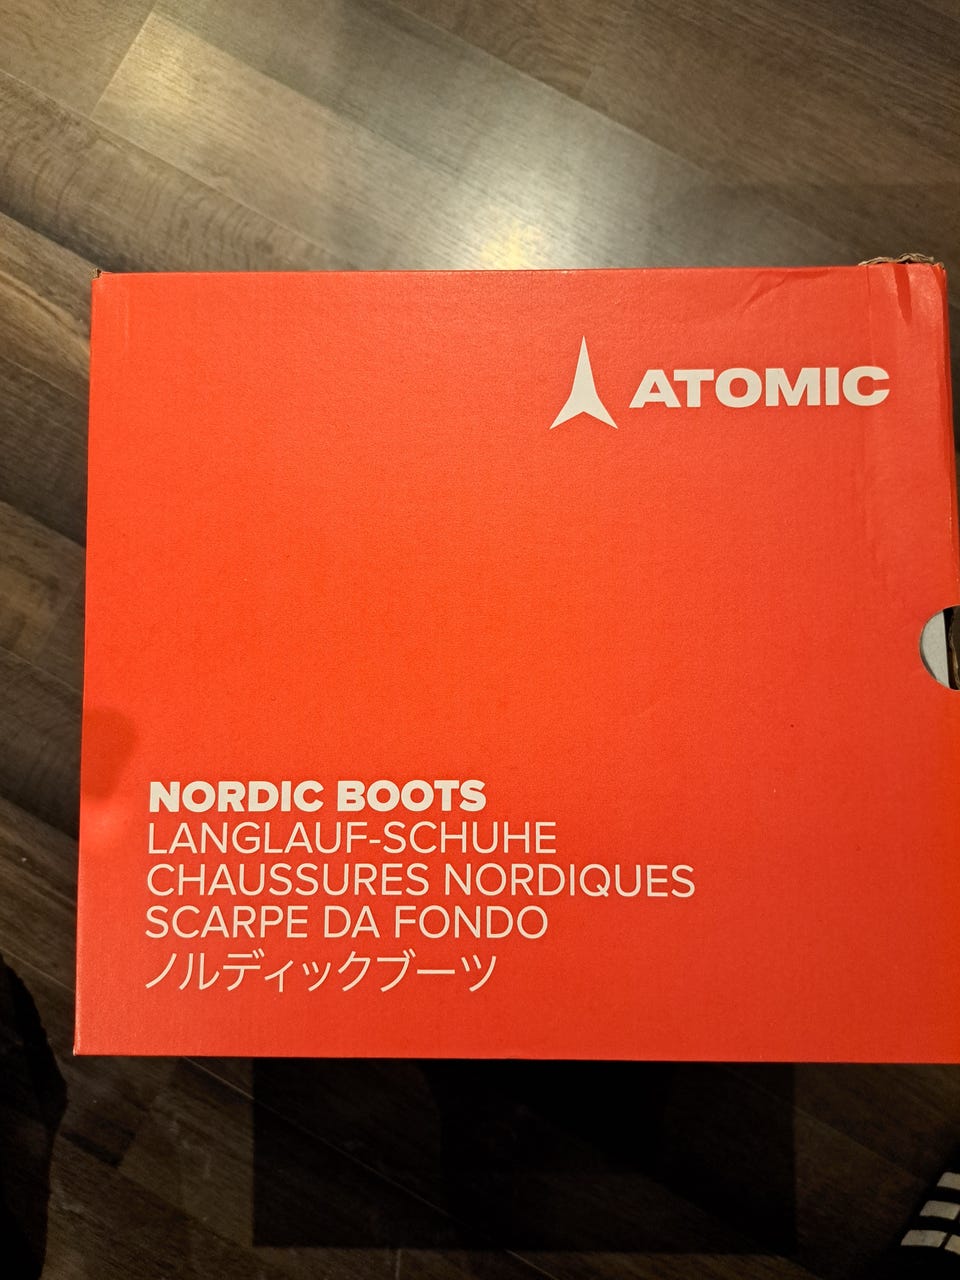 ATOMIC
NORDIC BOOTS
LANGLAUF-SCHUHE
CHAUSSURES NORDIQUES
SCARPE DA FONDO
ノルディックブーツ